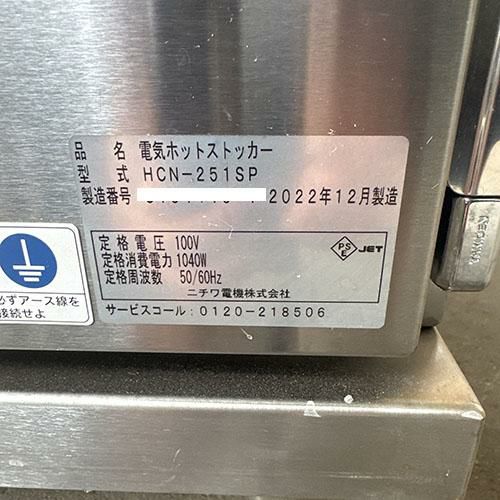 品名 電気ホットストッカー
型式 HCN-251SP
製造番号 2022年12月製造
定格電圧 100V
定格消費電力 1040W
定格周波数 50/60Hz
PSE JET
ニチワ電機株式会社
サービスコール:0120-218506
必ずアース線を
接続せよ